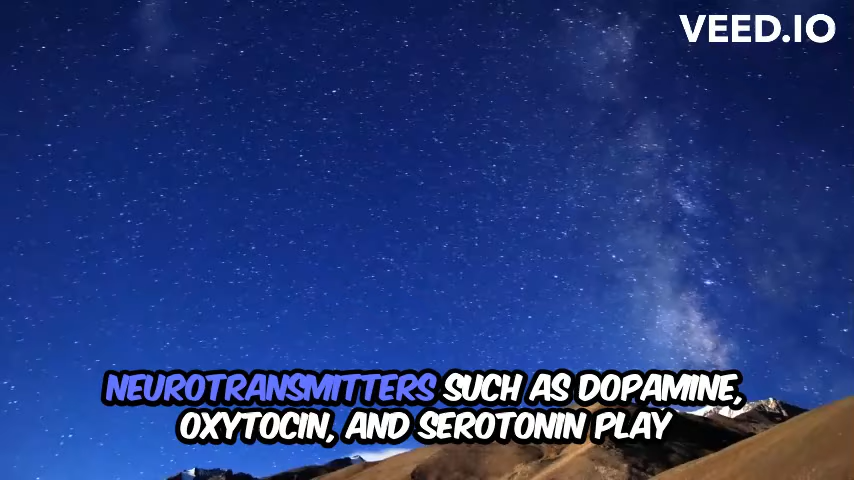 VEED.IO
NEUROTRANSMITTERS SUCH AS DOPAMINE,
OXYTOCIN, AND SEROTONIN PLAY